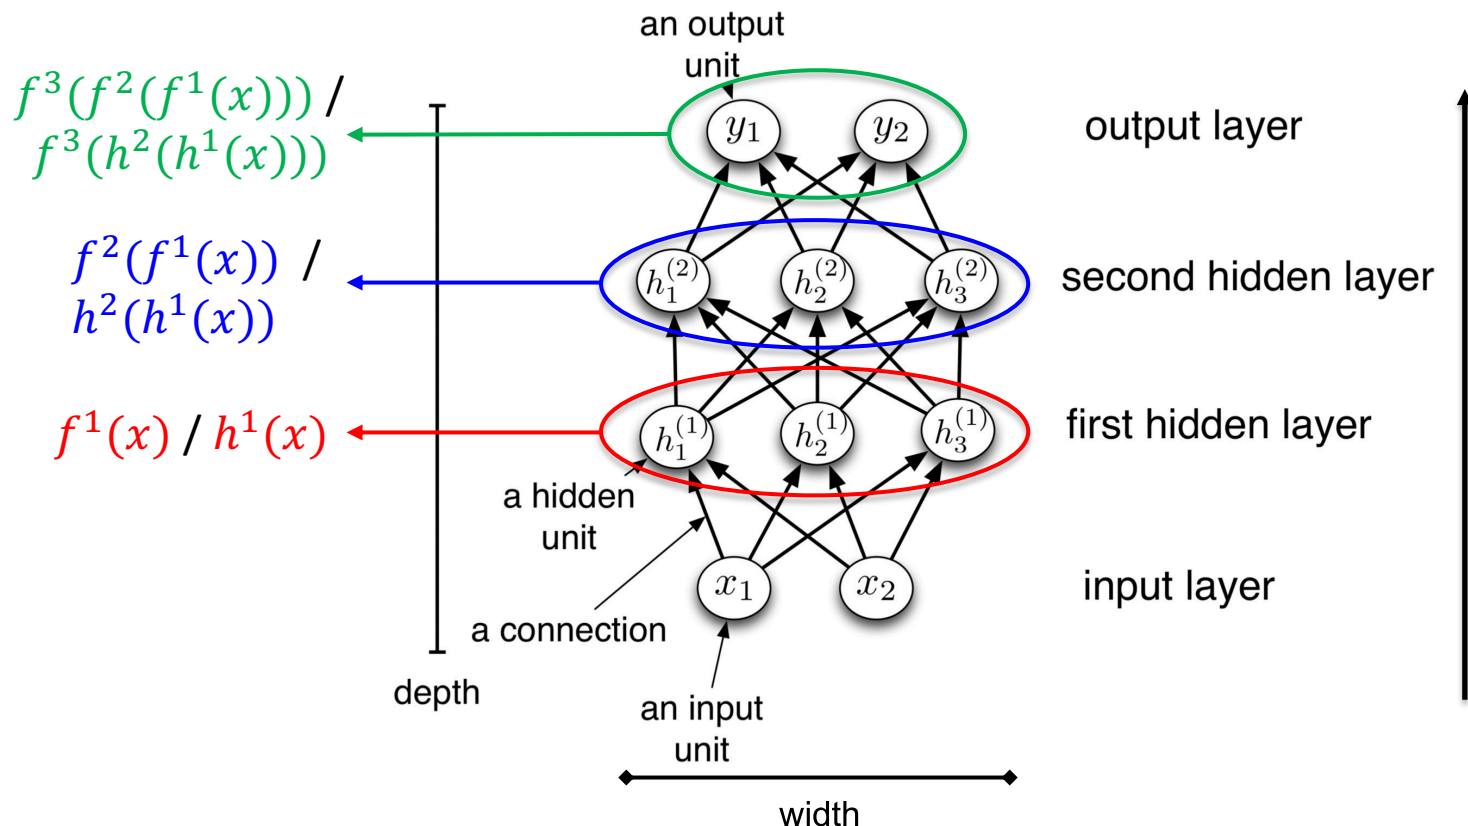 an output
unit
f³(f²(f¹(x))) /
f³(h²(h¹(x)))
y₁ y₂
output layer
f²(f¹(x)) /
h²(h¹(x))
h₁⁽²⁾ h₂⁽²⁾ h₃⁽²⁾
second hidden layer
f¹(x) / h¹(x)
h₁⁽¹⁾ h₂⁽¹⁾ h₃⁽¹⁾
first hidden layer
a hidden
unit
x₁ x₂
input layer
a connection
depth
an input
unit
width